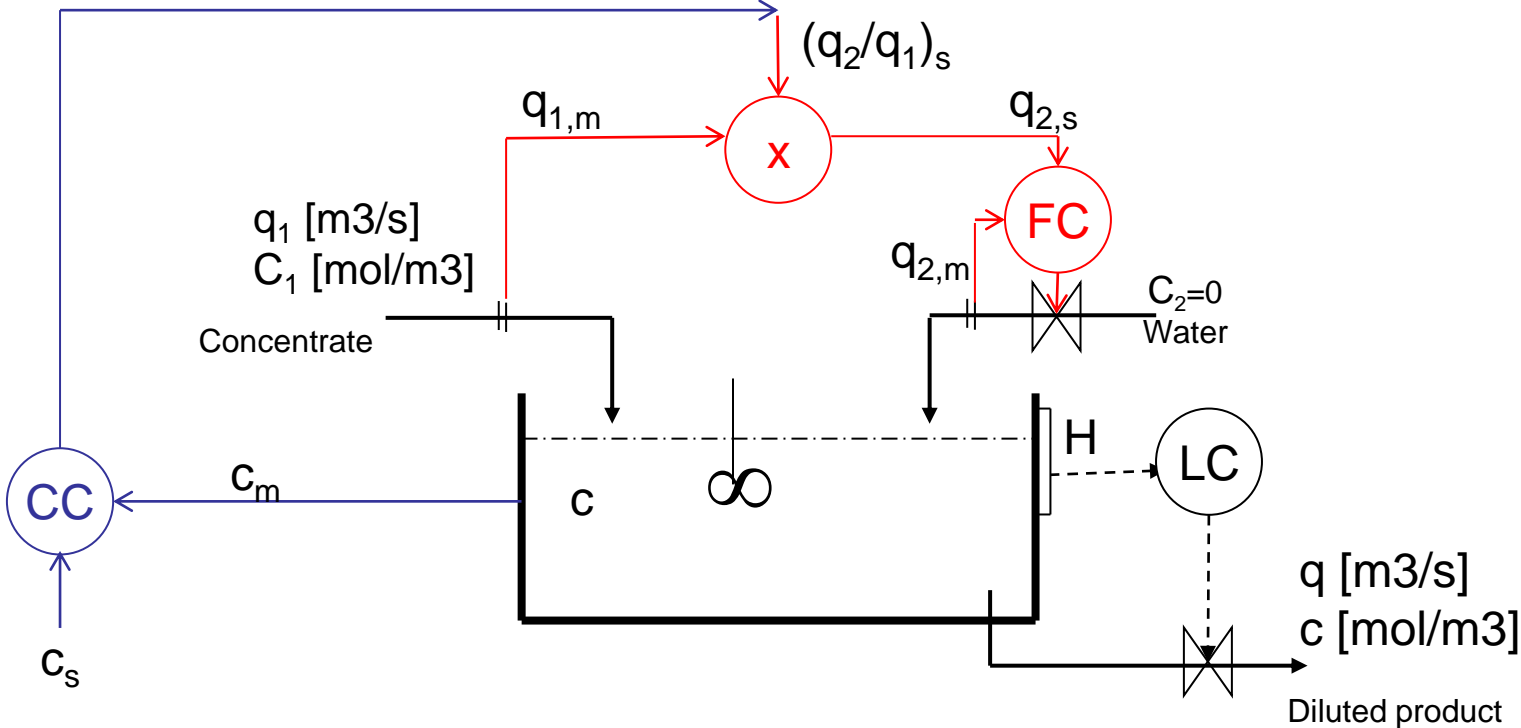 (q₂/q₁)ₛ
q₁,ₘ
q₂,ₛ
x
q₁ [m3/s]
C₁ [mol/m3]
FC
q₂,ₘ
C₂=0
Concentrate
Water
H
LC
cₘ
c
CC
q [m3/s]
c [mol/m3]
cₛ
Diluted product